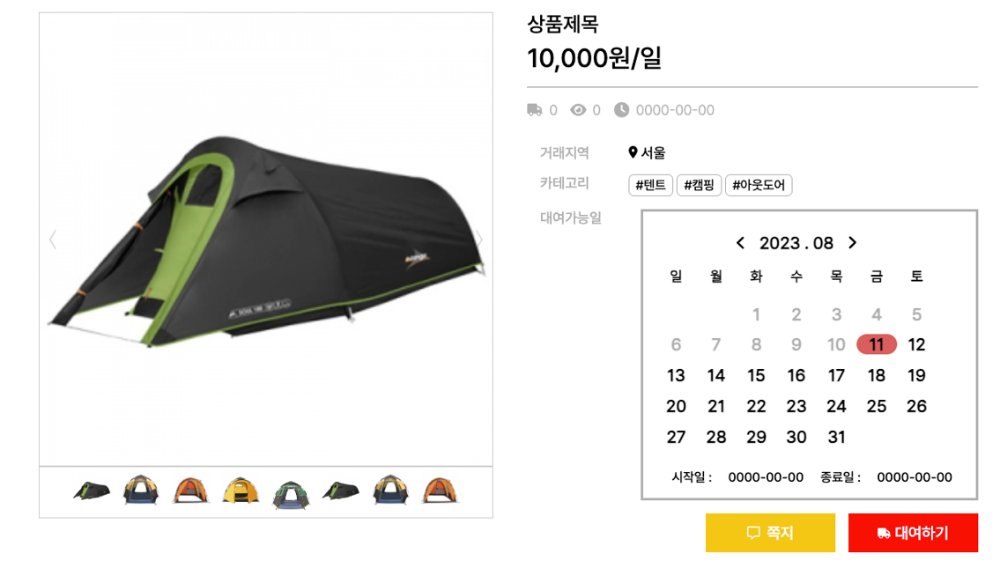 상품제목
10,000원/일
0 0 0000-00-00
거래지역 서울
카테고리 #텐트 #캠핑 #아웃도어
대여가능일
2023 . 08
일 월 화 수 목 금 토
1 2 3 4 5
6 7 8 9 10 11 12
13 14 15 16 17 18 19
20 21 22 23 24 25 26
27 28 29 30 31
시작일 : 0000-00-00 종료일 : 0000-00-00
쪽지 대여하기